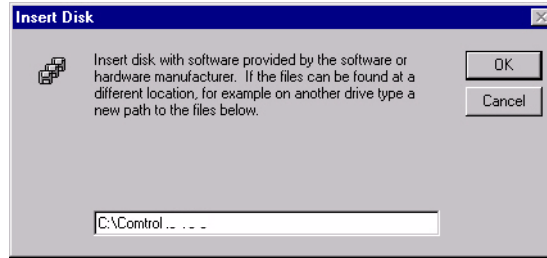 Insert Disk
Insert disk with software provided by the software or
hardware manufacturer. If the files can be found at a
different location, for example on another drive type a
new path to the files below.
OK
Cancel
C:\Comtrol